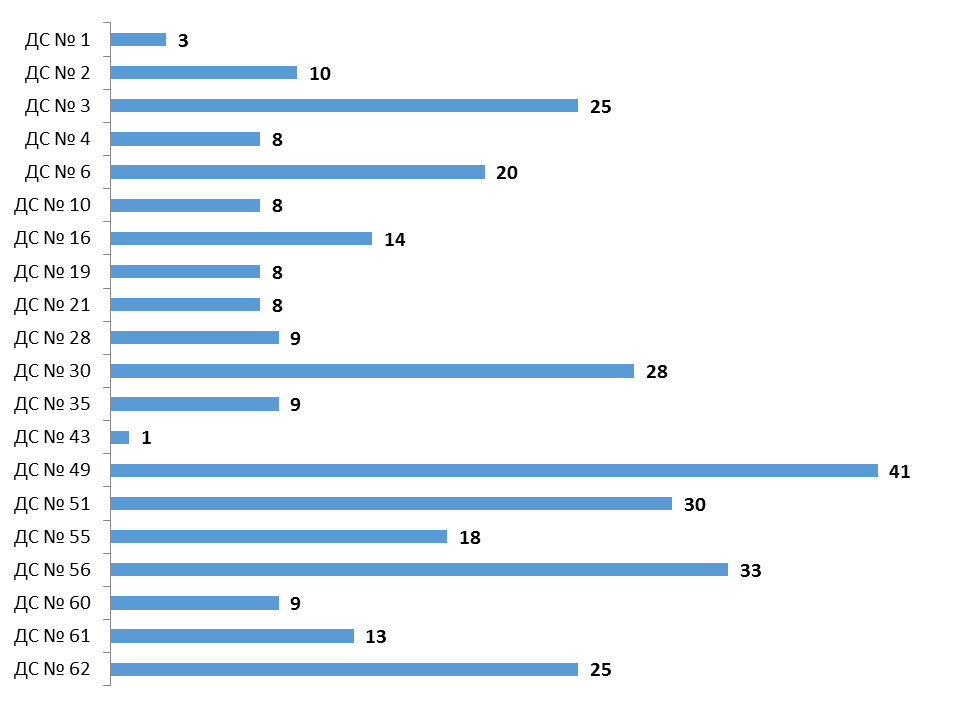 ДС № 1 3
ДС № 2 10
ДС № 3 25
ДС № 4 8
ДС № 6 20
ДС № 10 8
ДС № 16 14
ДС № 19 8
ДС № 21 8
ДС № 28 9
ДС № 30 28
ДС № 35 9
ДС № 43 1
ДС № 49 41
ДС № 51 30
ДС № 55 18
ДС № 56 33
ДС № 60 9
ДС № 61 13
ДС № 62 25